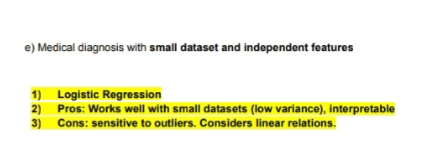 e) Medical diagnosis with small dataset and independent features
1) Logistic Regression
2) Pros: Works well with small datasets (low variance), interpretable
3) Cons: sensitive to outliers. Considers linear relations.